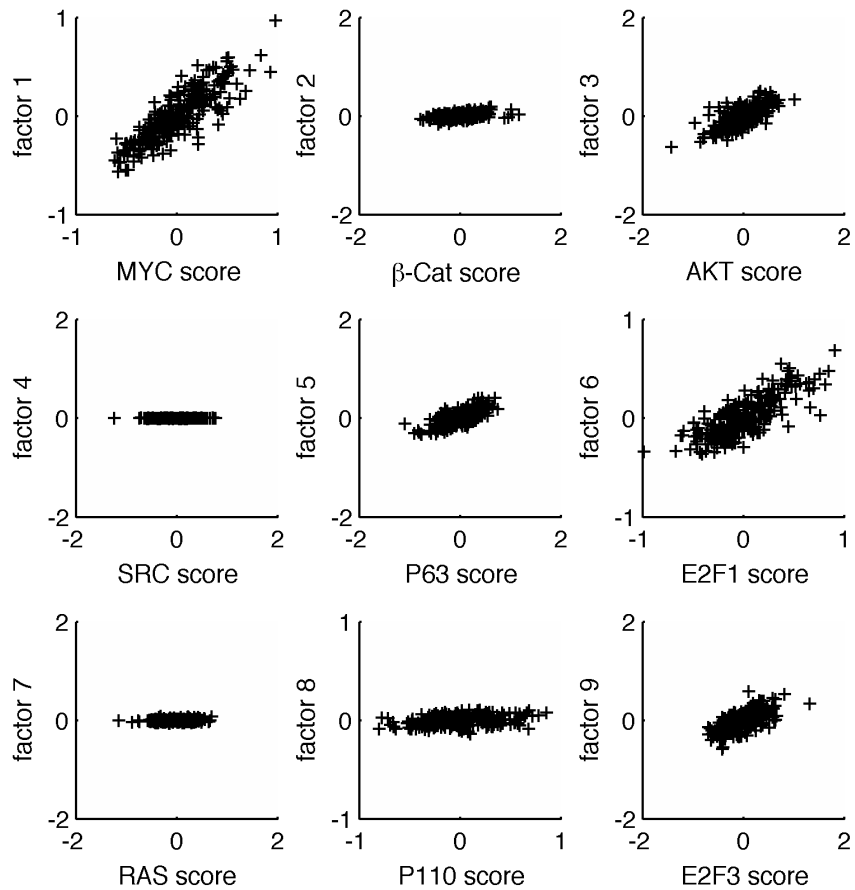 1
0
-1
factor 1
-1 0 1
MYC score
2
0
-2
factor 2
-2 0 2
β-Cat score
2
0
-2
factor 3
-2 0 2
AKT score
2
0
-2
factor 4
-2 0 2
SRC score
2
0
-2
factor 5
-2 0 2
P63 score
1
0
-1
factor 6
-1 0 1
E2F1 score
2
0
-2
factor 7
-2 0 2
RAS score
1
0
-1
factor 8
-1 0 1
P110 score
2
0
-2
factor 9
-2 0 2
E2F3 score